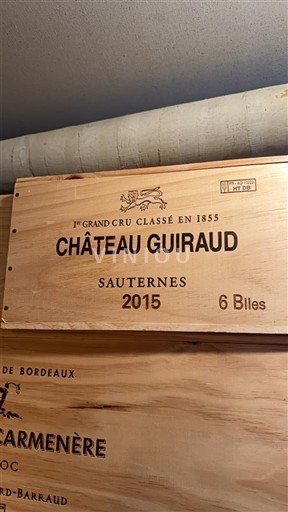 1er GRAND CRU CLASSÉ EN 1855
HT DB
CHÂTEAU GUIRAUD
VINIOU
SAUTERNES
2015
6 Blles
DE BORDEAUX
CARMENÈRE
OC
RD-BARRAUD